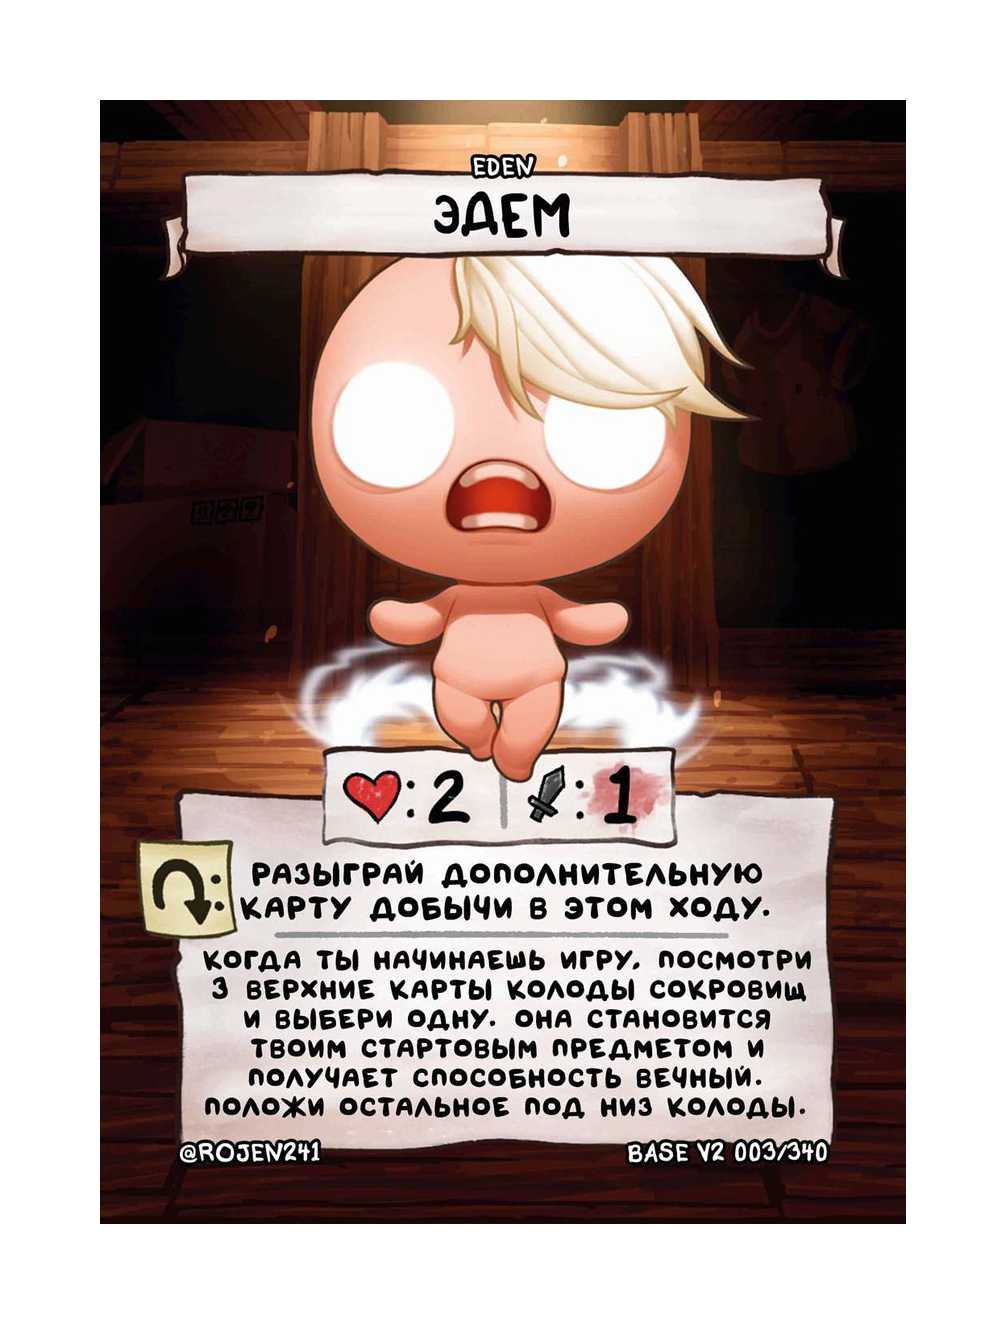 EDEN
ЭДЕМ
:2
:1
РАЗЫГРАЙ ДОПОЛНИТЕЛЬНУЮ
КАРТУ ДОБЫЧИ В ЭТОМ ХОДУ.
КОГДА ТЫ НАЧИНАЕШЬ ИГРУ, ПОСМОТРИ
3 ВЕРХНИЕ КАРТЫ КОЛОДЫ СОКРОВИЩ
И ВЫБЕРИ ОДНУ. ОНА СТАНОВИТСЯ
ТВОИМ СТАРТОВЫМ ПРЕДМЕТОМ И
ПОЛУЧАЕТ СПОСОБНОСТЬ ВЕЧНЫЙ.
ПОЛОЖИ ОСТАЛЬНОЕ ПОД НИЗ КОЛОДЫ.
@ROJEN241
BASE V2 003/340